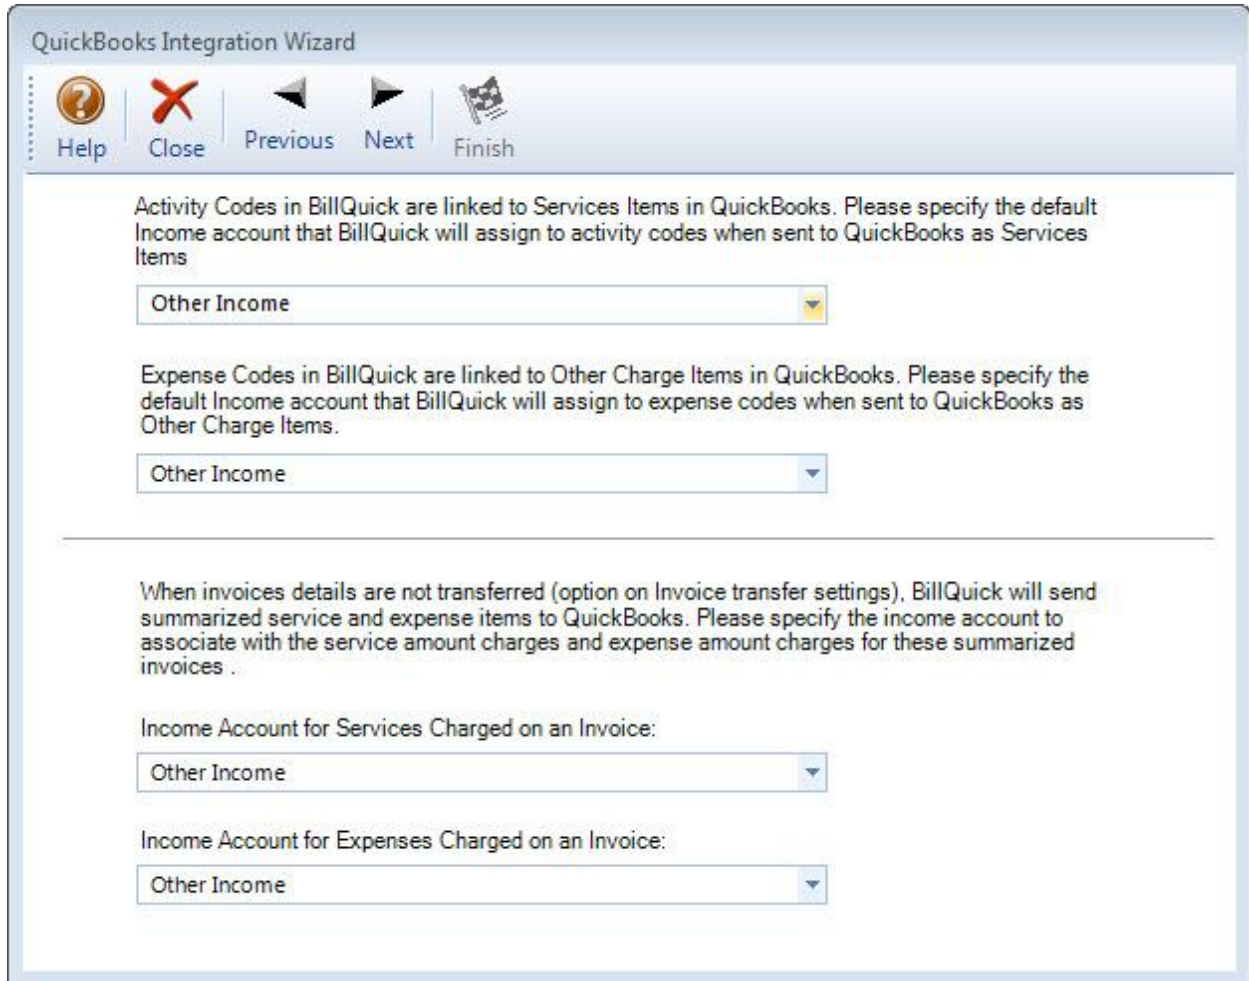 QuickBooks Integration Wizard
Help
Close
Previous
Next
Finish
Activity Codes in BillQuick are linked to Services Items in QuickBooks. Please specify the default
Income account that BillQuick will assign to activity codes when sent to QuickBooks as Services
Items
Other Income
Expense Codes in BillQuick are linked to Other Charge Items in QuickBooks. Please specify the
default Income account that BillQuick will assign to expense codes when sent to QuickBooks as
Other Charge Items.
Other Income
When invoices details are not transferred (option on Invoice transfer settings), BillQuick will send
summarized service and expense items to QuickBooks. Please specify the income account to
associate with the service amount charges and expense amount charges for these summarized
invoices .
Income Account for Services Charged on an Invoice:
Other Income
Income Account for Expenses Charged on an Invoice:
Other Income